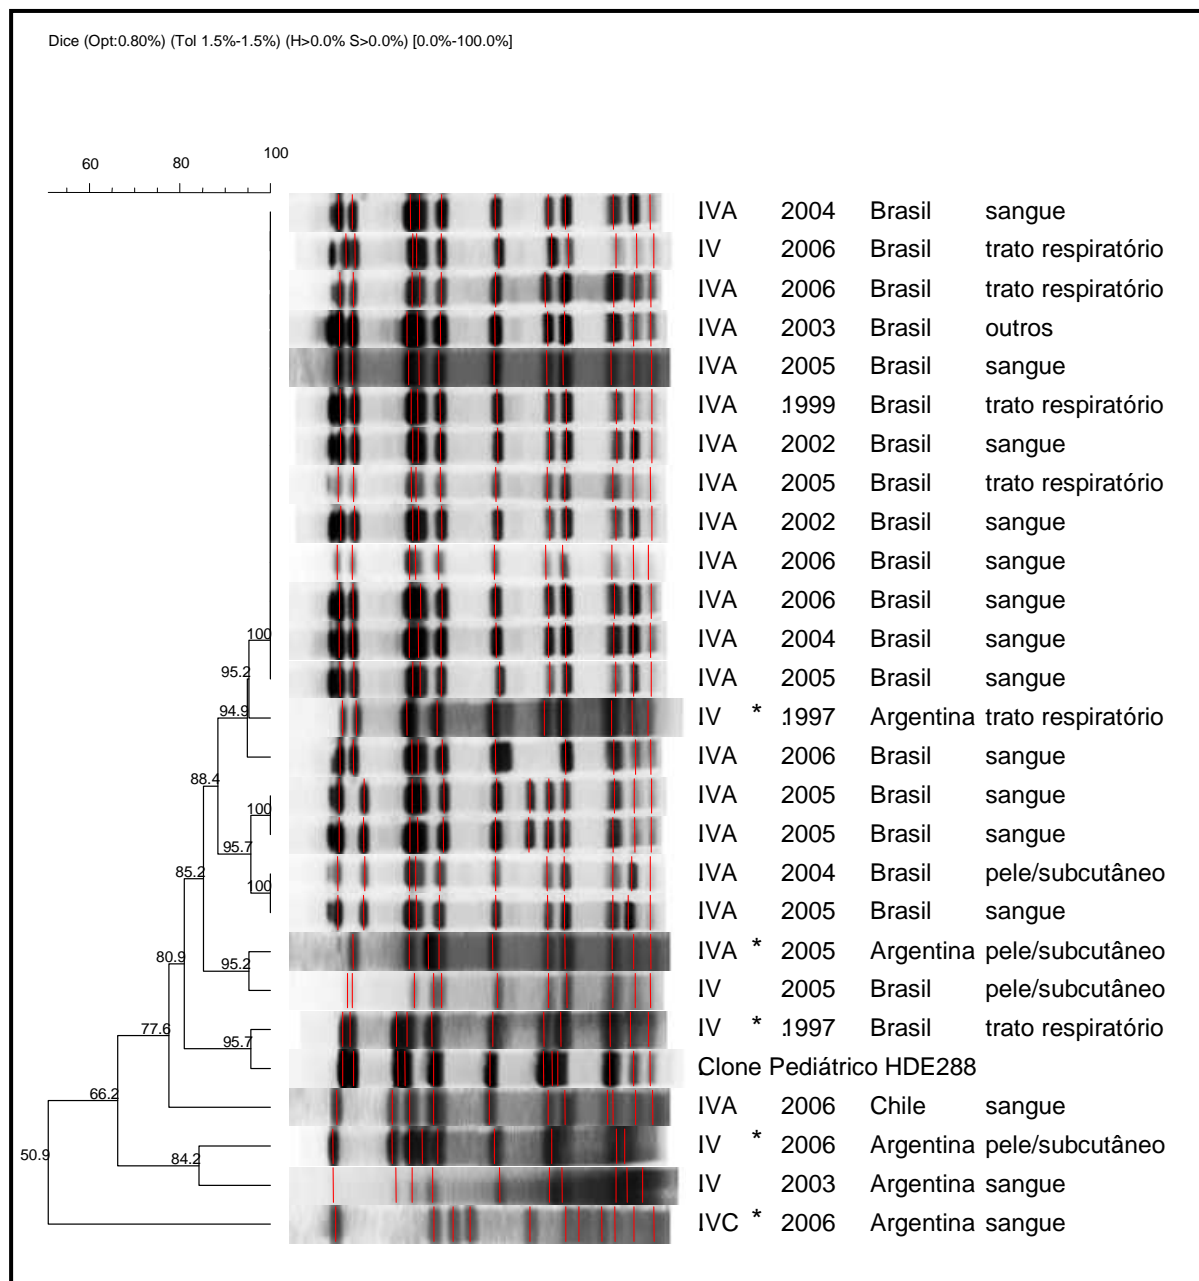 Dice (Opt:0.80%) (Tol 1.5%-1.5%) (H>0.0% S>0.0%) [0.0%-100.0%]
60 80 100
IVA 2004 Brasil sangue
IV 2006 Brasil trato respiratório
IVA 2006 Brasil trato respiratório
IVA 2003 Brasil outros
IVA 2005 Brasil sangue
IVA 1999 Brasil trato respiratório
IVA 2002 Brasil sangue
IVA 2005 Brasil trato respiratório
IVA 2002 Brasil sangue
IVA 2006 Brasil sangue
IVA 2006 Brasil sangue
100 IVA 2004 Brasil sangue
95.2 IVA 2005 Brasil sangue
94.9 IV * 1997 Argentina trato respiratório
IVA 2006 Brasil sangue
88.4 IVA 2005 Brasil sangue
100 IVA 2005 Brasil sangue
95.7
85.2 IVA 2004 Brasil pele/subcutâneo
100 IVA 2005 Brasil sangue
80.9 IVA * 2005 Argentina pele/subcutâneo
95.2 IV 2005 Brasil pele/subcutâneo
77.6 IV * 1997 Brasil trato respiratório
95.7 Clone Pediátrico HDE288
66.2 IVA 2006 Chile sangue
50.9 IV * 2006 Argentina pele/subcutâneo
84.2 IV 2003 Argentina sangue
IVC * 2006 Argentina sangue